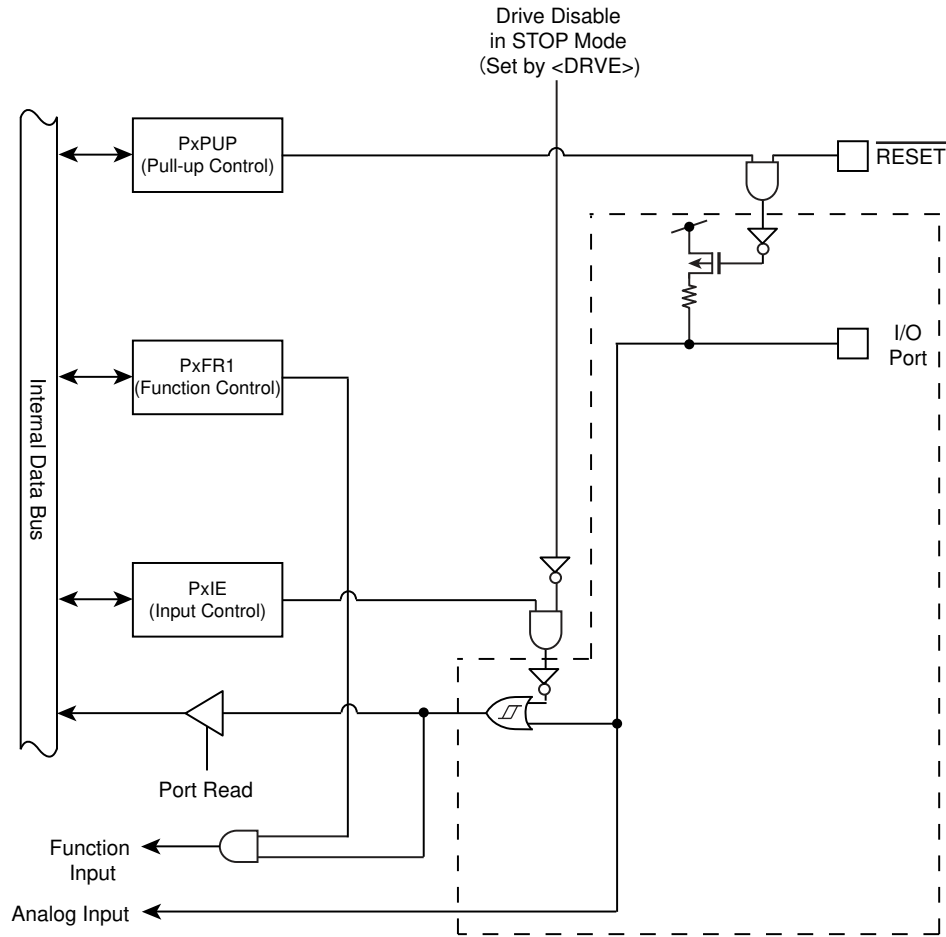 Drive Disable
in STOP Mode
(Set by <DRVE>)
PxPUP
(Pull-up Control)
RESET
I/O
Port
PxFR1
(Function Control)
Internal Data Bus
PxIE
(Input Control)
Port Read
Function
Input
Analog Input